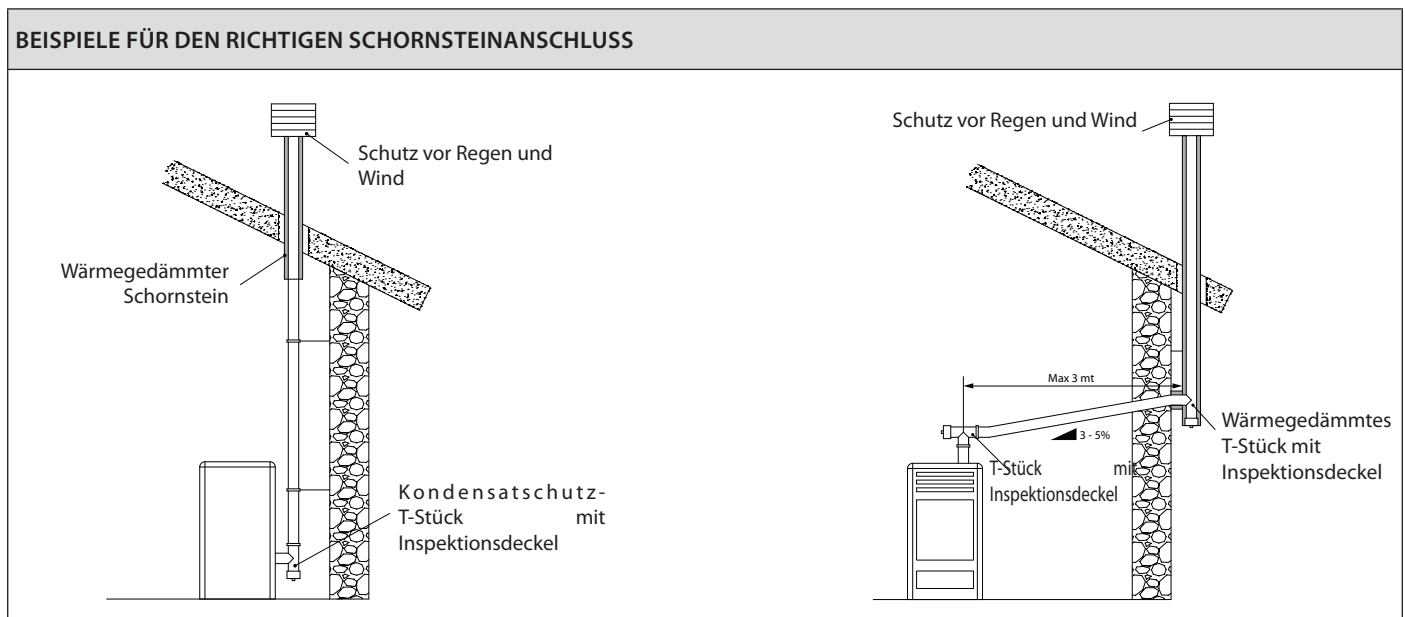 BEISPIELE FÜR DEN RICHTIGEN SCHORNSTEINANSCHLUSS
Schutz vor Regen und
Wind
Wärmegedämmter
Schornstein
Kondensatschutz-
T-Stück mit
Inspektionsdeckel
Schutz vor Regen und Wind
Max 3 mt
3 - 5%
T-Stück mit
Inspektionsdeckel
Wärmegedämmtes
T-Stück mit
Inspektionsdeckel